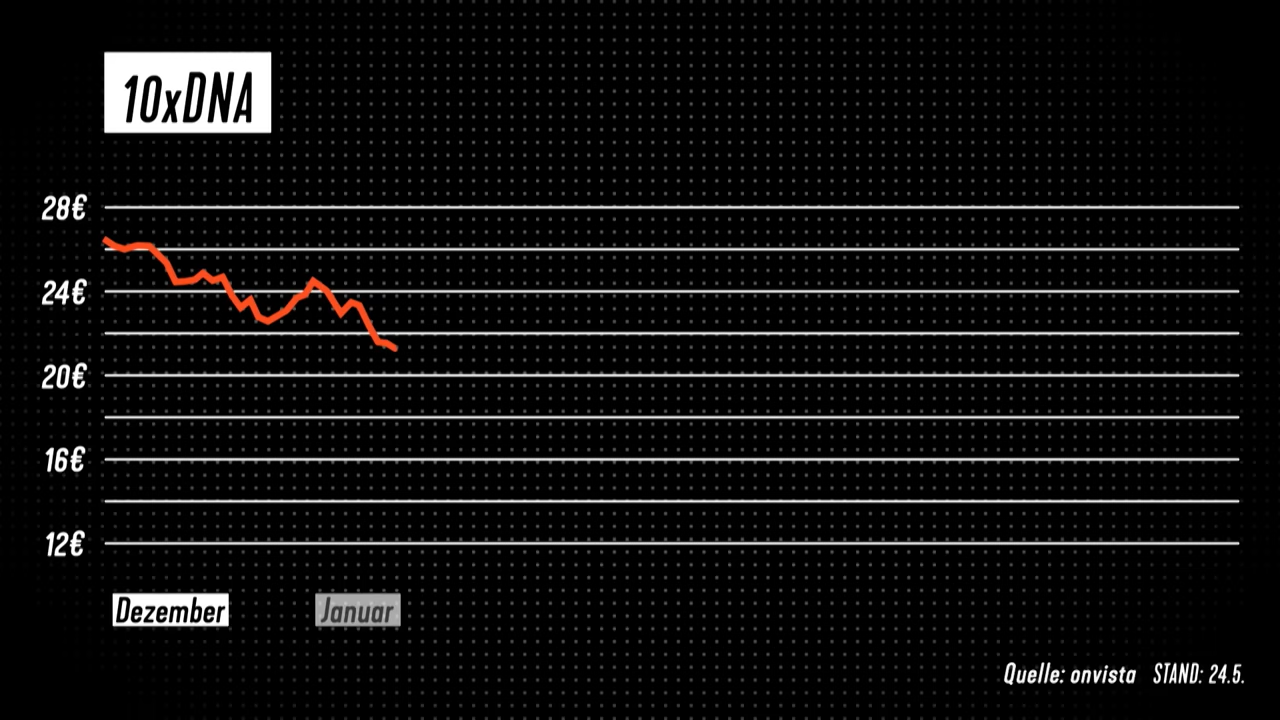 10xDNA
28€
24€
20€
16€
12€
Dezember Januar
Quelle: onvista STAND: 24.5.